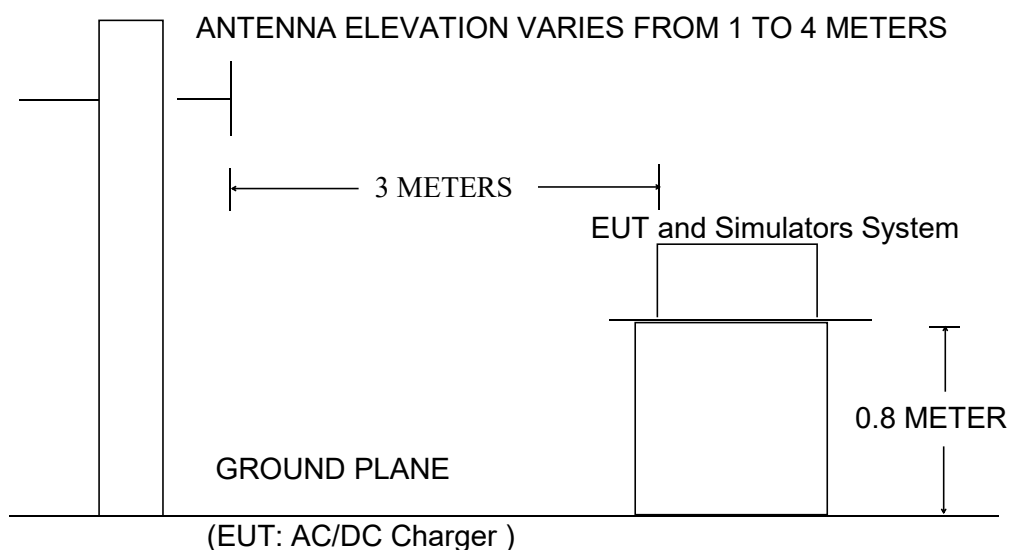 ANTENNA ELEVATION VARIES FROM 1 TO 4 METERS
3 METERS
EUT and Simulators System
0.8 METER
GROUND PLANE
(EUT: AC/DC Charger )